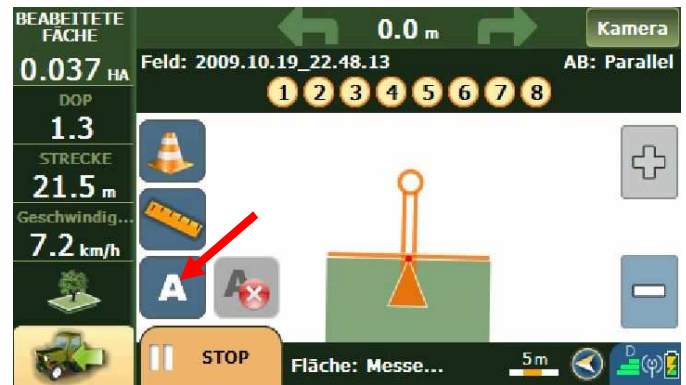 BEABEITETE
FÄCHE
0.037 HA
DOP
1.3
STRECKE
21.5 m
Geschwindig...
7.2 km/h
0.0 m
Kamera
Feld: 2009.10.19_22.48.13
AB: Parallel
1 2 3 4 5 6 7 8
A
A
STOP
Fläche: Messe...
5 m
D